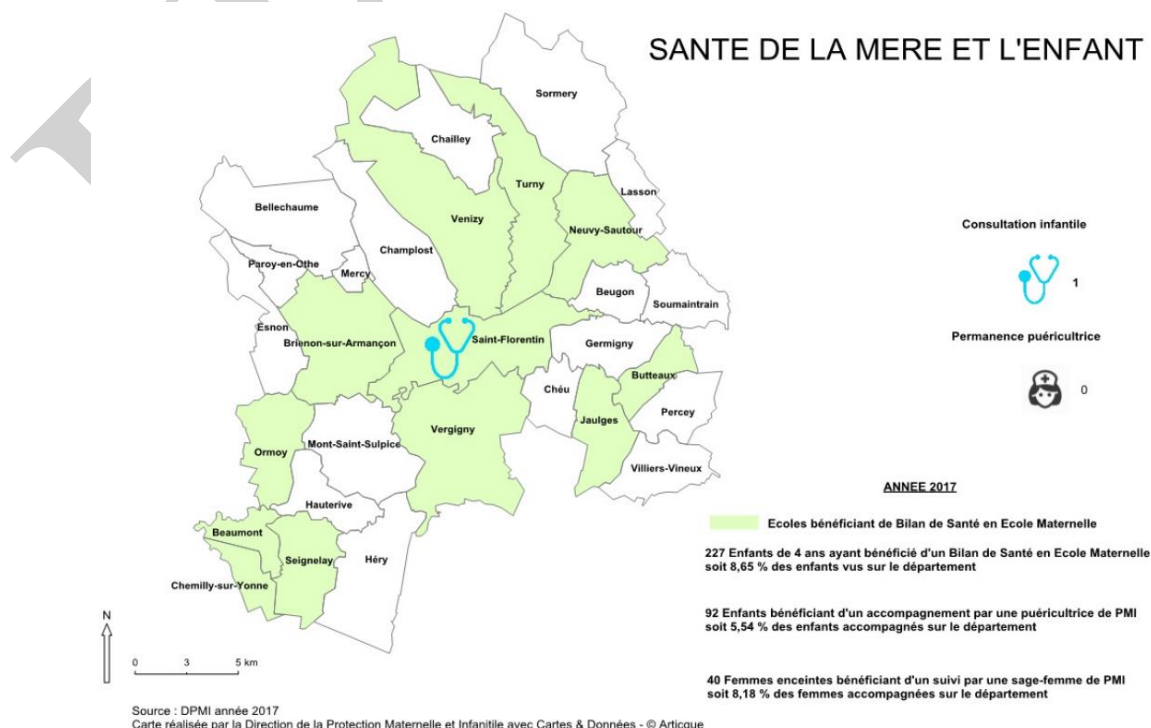 SANTE DE LA MERE ET L'ENFANT
Sormery
Chailley
Lasson
Turny
Bellechaume
Venizy
Neuvy-Sautour
Champlost
Paroy-en-Othe
Mercy
Beugon
Soumaintrain
Esnon
Brienon-sur-Armançon
Saint-Florentin
Germigny
Butteaux
Chéu
Percey
Jaulges
Vergigny
Mont-Saint-Sulpice
Ormoy
Villiers-Vineux
Hauterive
Beaumont
Seignelay
Héry
Chemilly-sur-Yonne
Consultation infantile
1
Permanence puéricultrice
0
ANNEE 2017
Ecoles bénéficiant de Bilan de Santé en Ecole Maternelle
227 Enfants de 4 ans ayant bénéficié d'un Bilan de Santé en Ecole Maternelle
soit 8,65 % des enfants vus sur le département
92 Enfants bénéficiant d'un accompagnement par une puéricultrice de PMI
soit 5,54 % des enfants accompagnés sur le département
40 Femmes enceintes bénéficiant d'un suivi par une sage-femme de PMI
soit 8,18 % des femmes accompagnées sur le département
N
0 3 5 km
Source : DPMI année 2017
Carte réalisée par la Direction de la Protection Maternelle et Infanitile avec Cartes & Données - © Articque